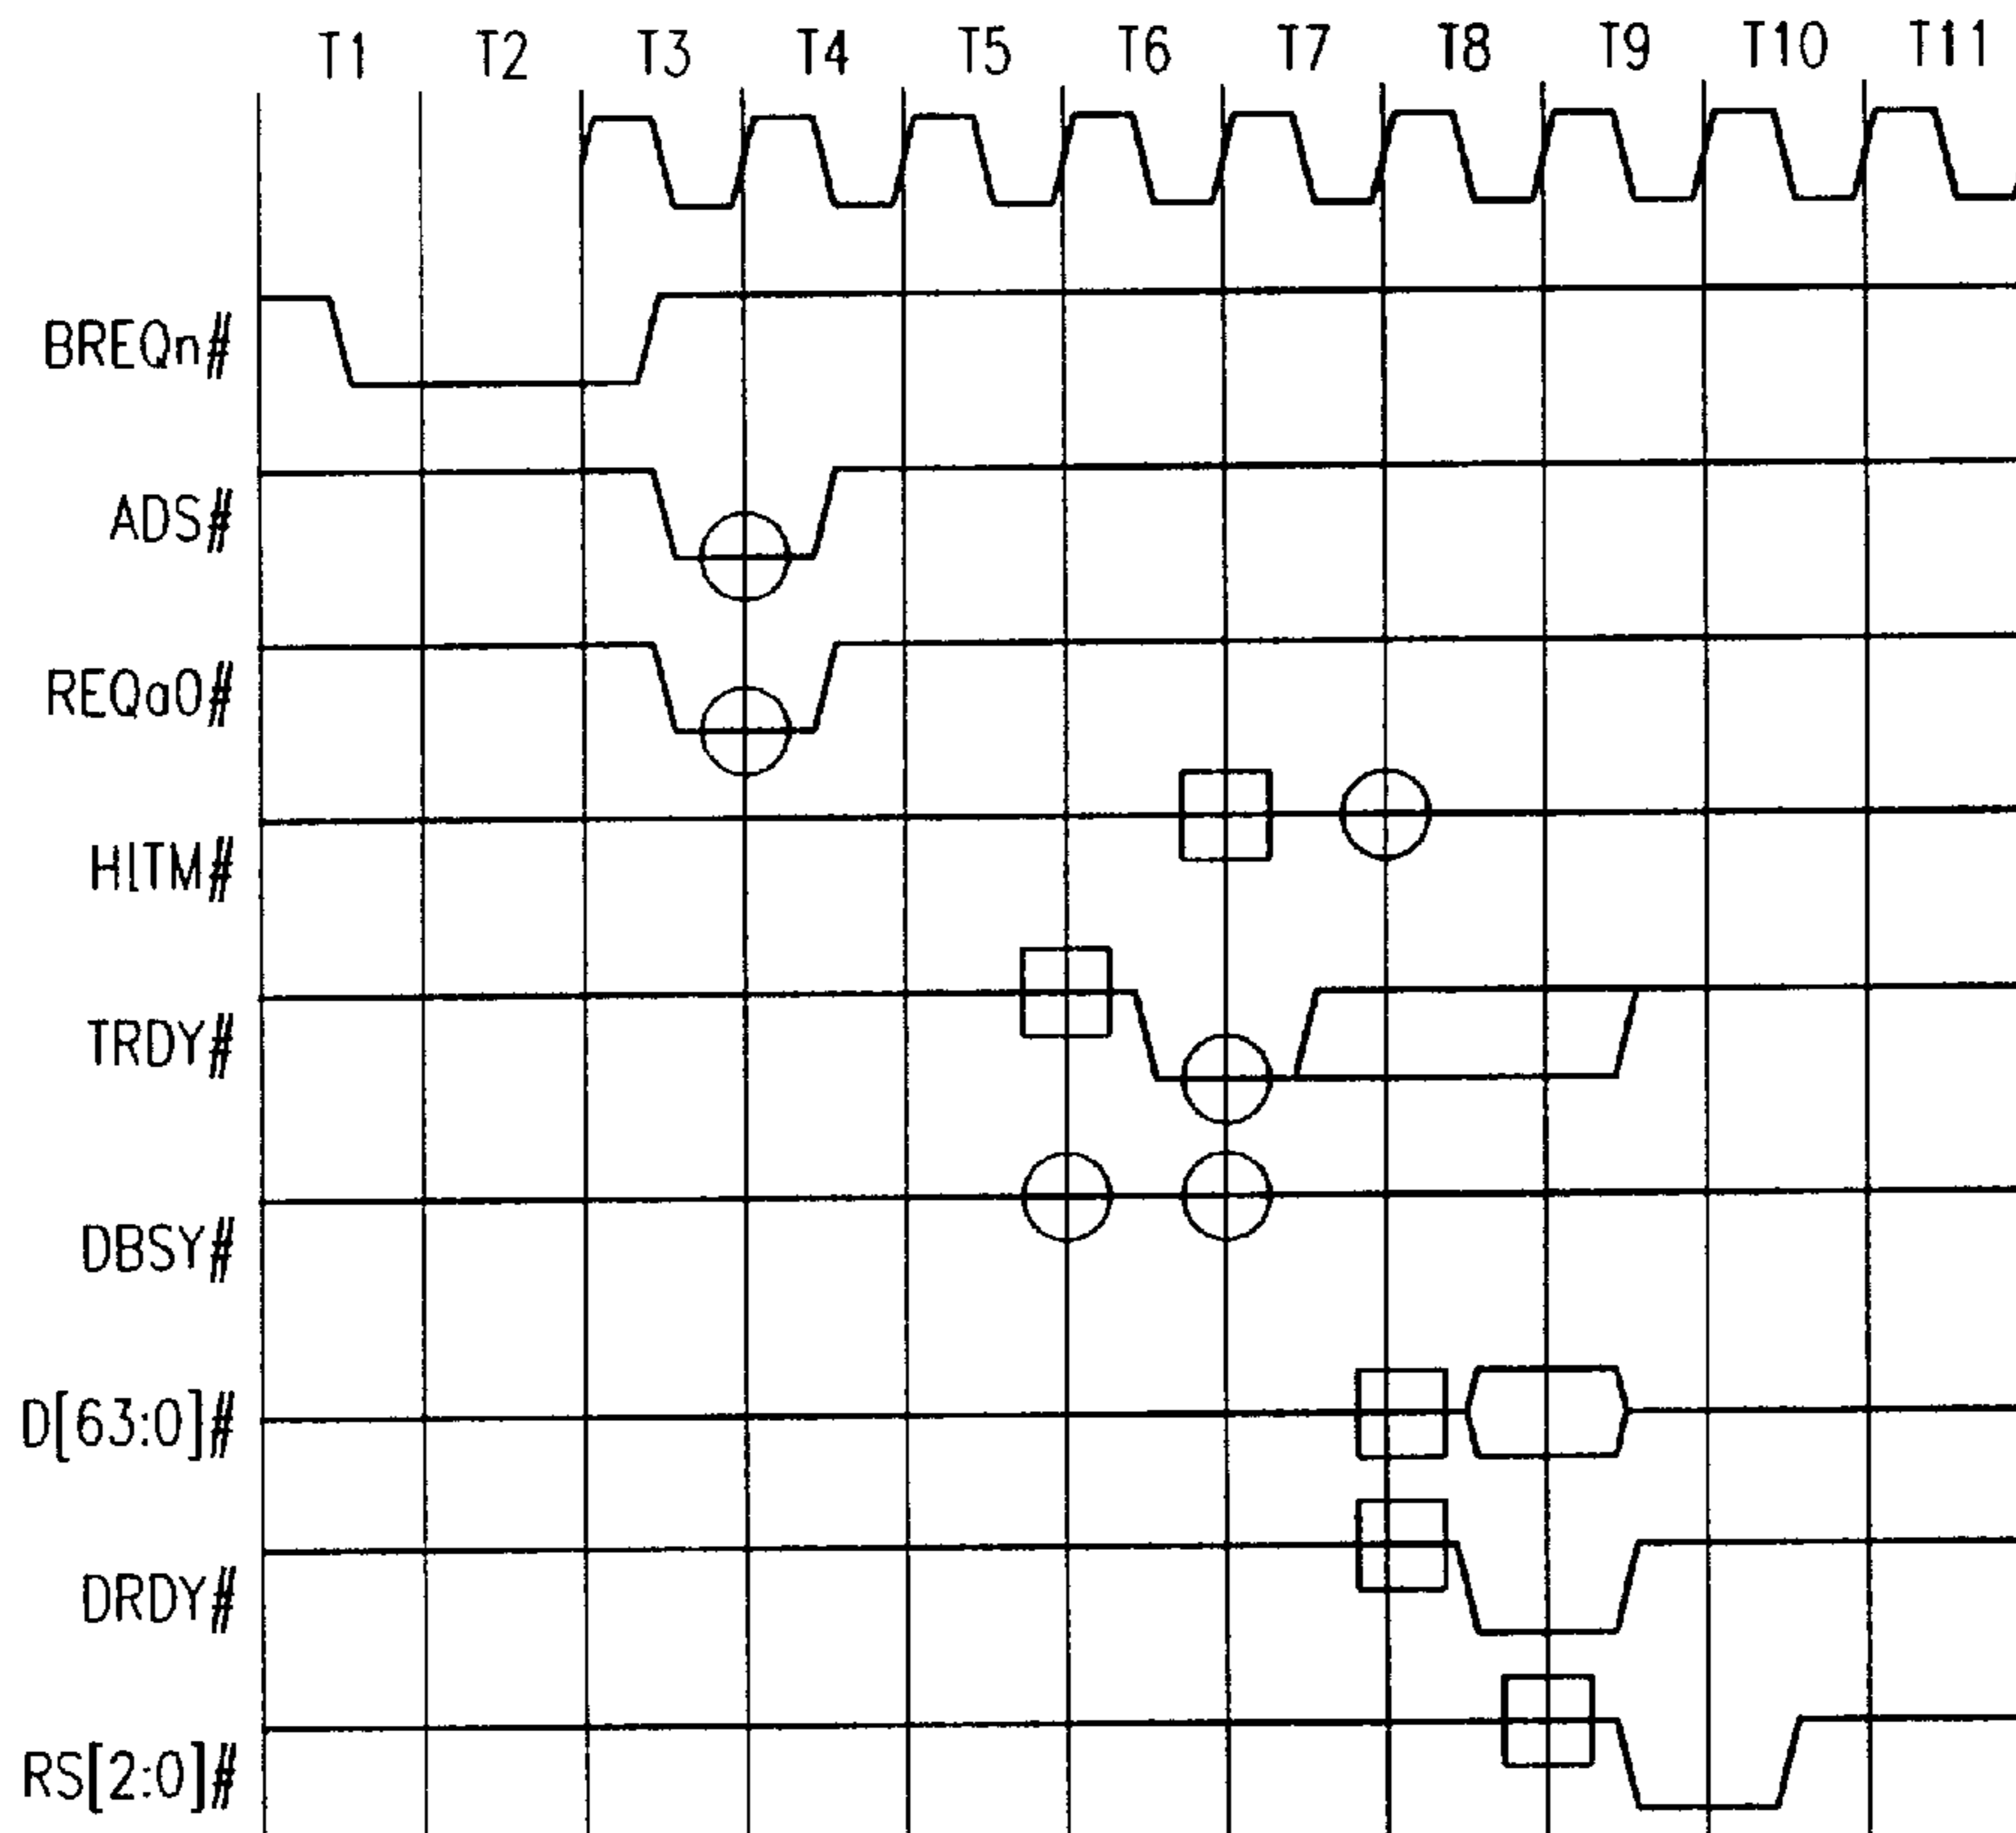 T1 T2 T3 T4 T5 T6 T7 T8 T9 T10 T11
BREQn#
ADS#
REQa0#
HITM#
TRDY#
DBSY#
D[63:0]#
DRDY#
RS[2:0]#